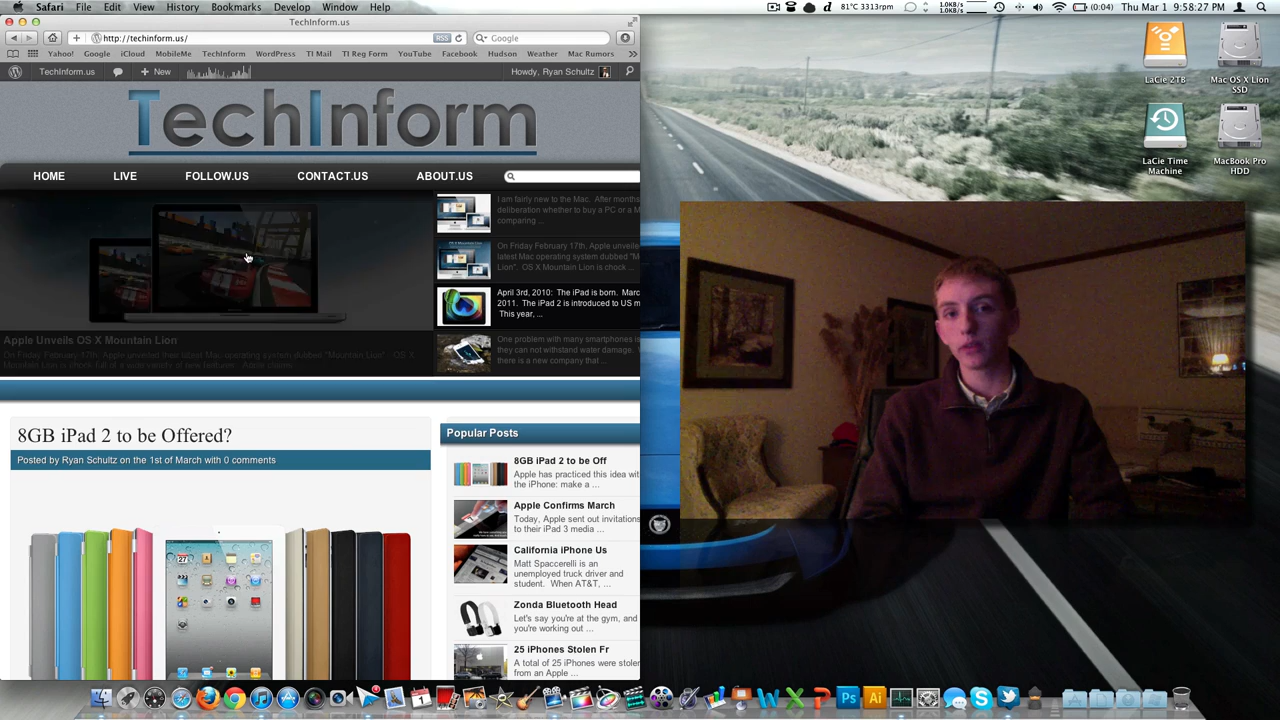 Safari File Edit View History Bookmarks Develop Window Help
81°C 3313rpm 1.0KB/s 1.0KB/s (0:04) Thu Mar 1 9:58:27 PM
TechInform.us
http://techinform.us/ RSS Google
Yahoo! Google iCloud MobileMe TechInform WordPress TI Mail TI Reg Form YouTube Facebook Hudson Weather Mac Rumors
TechInform.us + New Howdy, Ryan Schultz
TechInform
HOME LIVE FOLLOW.US CONTACT.US ABOUT.US
I am fairly new to the Mac. After months
deliberation whether to buy a PC or a M
comparing ...
On Friday February 17th, Apple unveile
latest Mac operating system dubbed "M
Lion". OS X Mountain Lion is chock ...
April 3rd, 2010: The iPad is born. Marc
2011. The iPad 2 is introduced to US m
This year, ...
One problem with many smartphones is
they can not withstand water damage.
there is a new company that ...
Apple Unveils OS X Mountain Lion
8GB iPad 2 to be Offered?
Posted by Ryan Schultz on the 1st of March with 0 comments
Popular Posts
8GB iPad 2 to be Off
Apple has practiced this idea wit
the iPhone: make a ...
Apple Confirms March
Today, Apple sent out invitations
to their iPad 3 media ...
California iPhone Us
Matt Spaccerelli is an
unemployed truck driver and
student. When AT&T, ...
Zonda Bluetooth Head
Let's say you're at the gym, and
you're working out ...
25 iPhones Stolen Fr
A total of 25 iPhones were stolen
from an Apple ...
LaCie 2TB
Mac OS X Lion
SSD
LaCie Time
Machine
MacBook Pro
HDD
Ps Ai